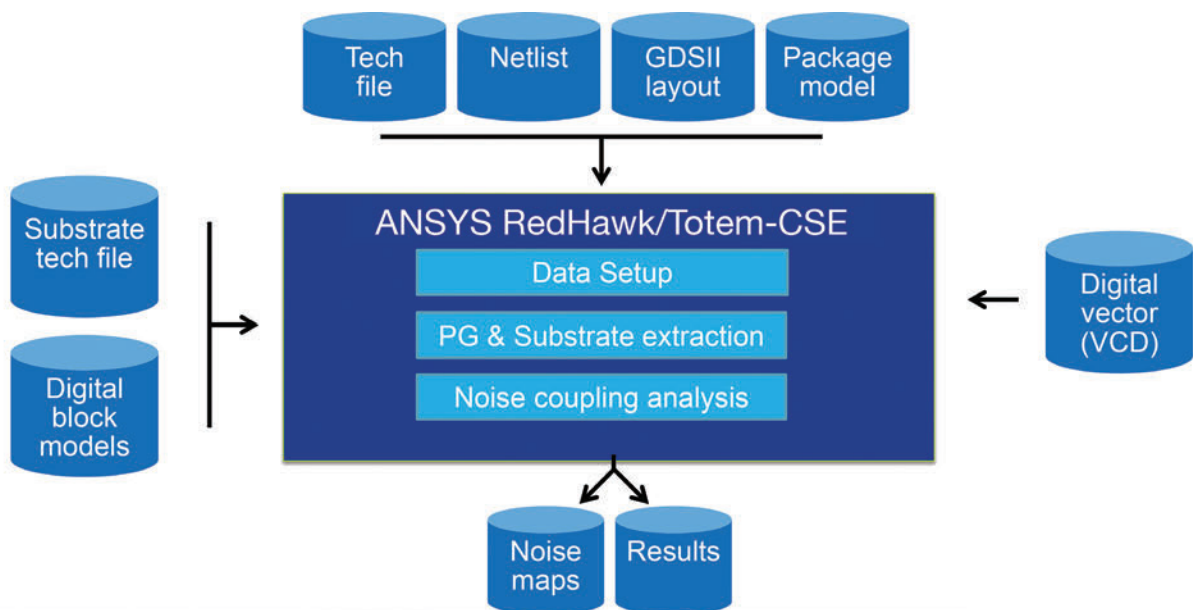 Tech
file
Netlist
GDSII
layout
Package
model
Substrate
tech file
Digital
block
models
ANSYS RedHawk/Totem-CSE
Data Setup
PG & Substrate extraction
Noise coupling analysis
Digital
vector
(VCD)
Noise
maps
Results